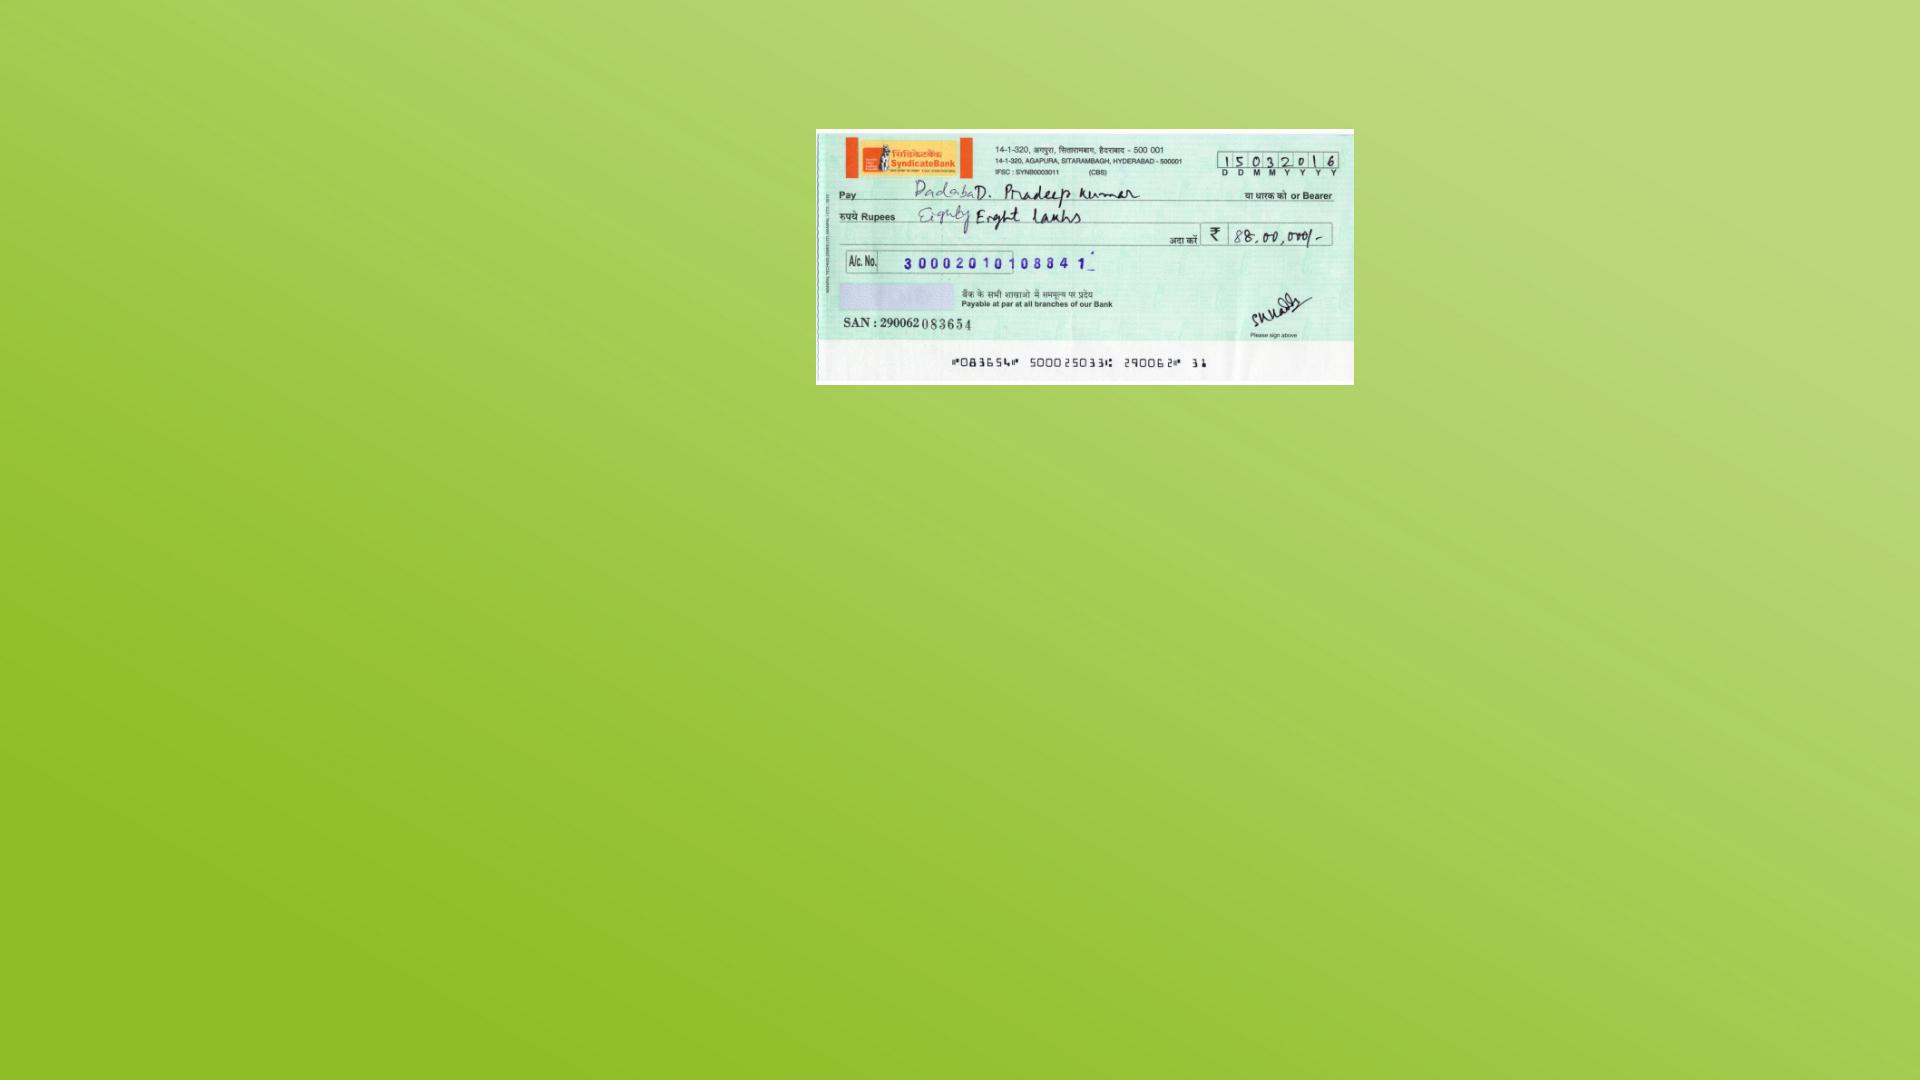 सिंडिकेटबैंक
SyndicateBank
14-1-320, अगपुरा, सितारामबाग, हैदराबाद - 500 001
14-1-320, AGAPURA, SITARAMBAGH, HYDERABAD - 500001
IFSC : SYNB0003011 (CBS)
1 5 0 3 2 0 1 6
D D M M Y Y Y Y
Pay D. Pradeep Kumar या धारक को or Bearer
रुपये Rupees Eighty Eight lakhs
अदा करें ₹ 88,00,000/-
A/c. No. 30002010108841
बैंक के सभी शाखाओं में सममूल्य पर प्रदेय
Payable at par at all branches of our Bank
SAN : 290062 083654
Please sign above
⑈083654⑈ 500025033⑆ 290062⑈ 31